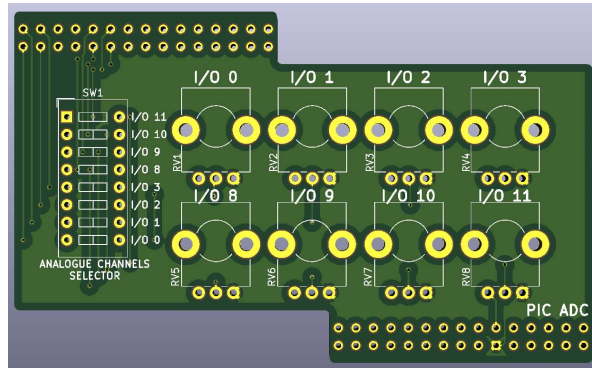 I/O 0 I/O 1 I/O 2 I/O 3
SW1
I/O 11
I/O 10
I/O 9
I/O 8
I/O 3
I/O 2
I/O 1
I/O 0
RV1 RV2 RV3 RV4
I/O 8 I/O 9 I/O 10 I/O 11
RV5 RV6 RV7 RV8
ANALOGUE CHANNELS
SELECTOR
PIC ADC